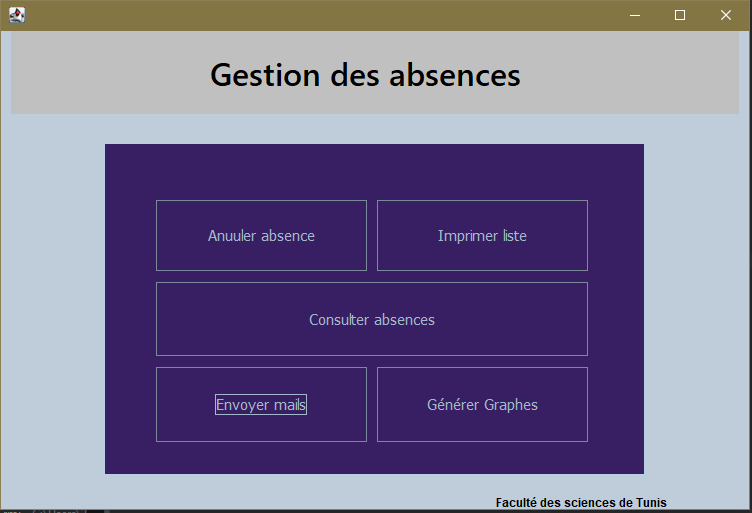 Gestion des absences
Anuuler absence
Imprimer liste
Consulter absences
Envoyer mails
Générer Graphes
Faculté des sciences de Tunis